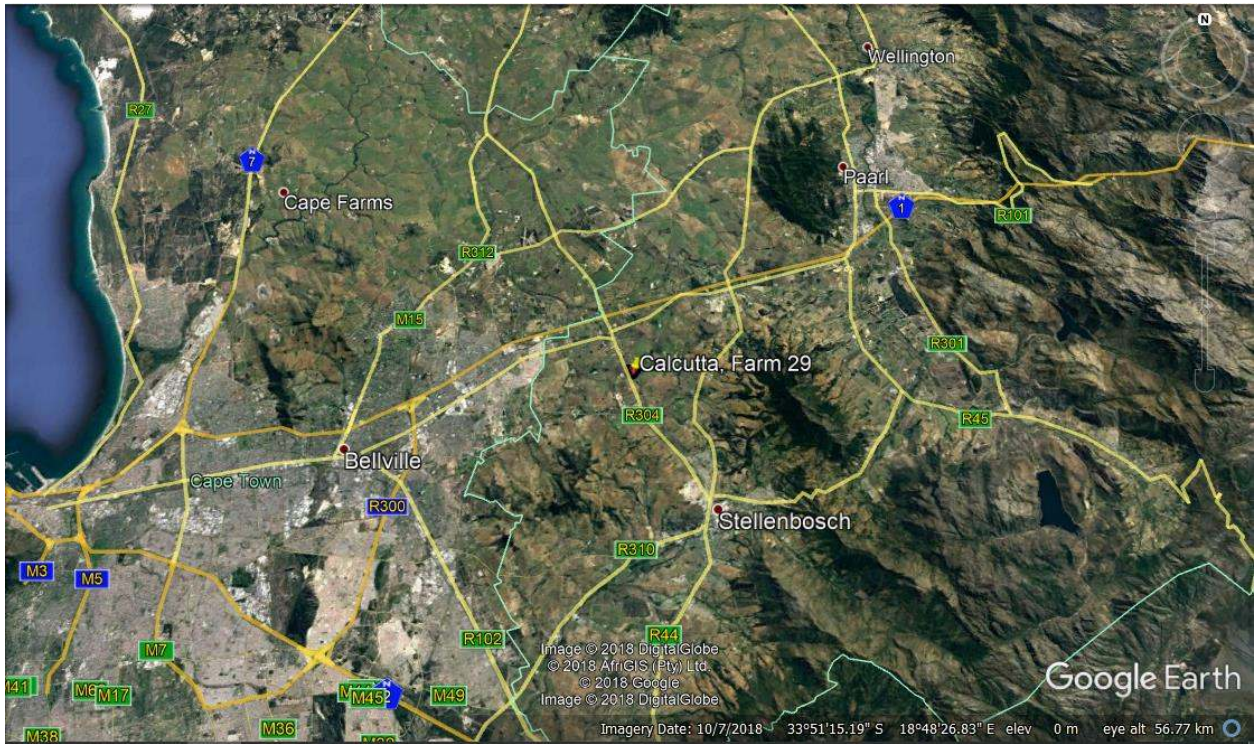 N
Wellington
R27
N
7
Paarl
Cape Farms
N
1
R101
R312
M15
R301
Calcutta, Farm 29
R304
R45
Bellville
Cape Town
R300
Stellenbosch
R310
M3
M5
R102
R44
M7
Image © 2018 DigitalGlobe
© 2018 AfriGIS (Pty) Ltd.
© 2018 Google
Image © 2018 DigitalGlobe
Google Earth
M41
M17
M45
N
2
M49
M36
M38
Imagery Date: 10/7/2018 33°51'15.19" S 18°48'26.83" E elev 0 m eye alt 56.77 km